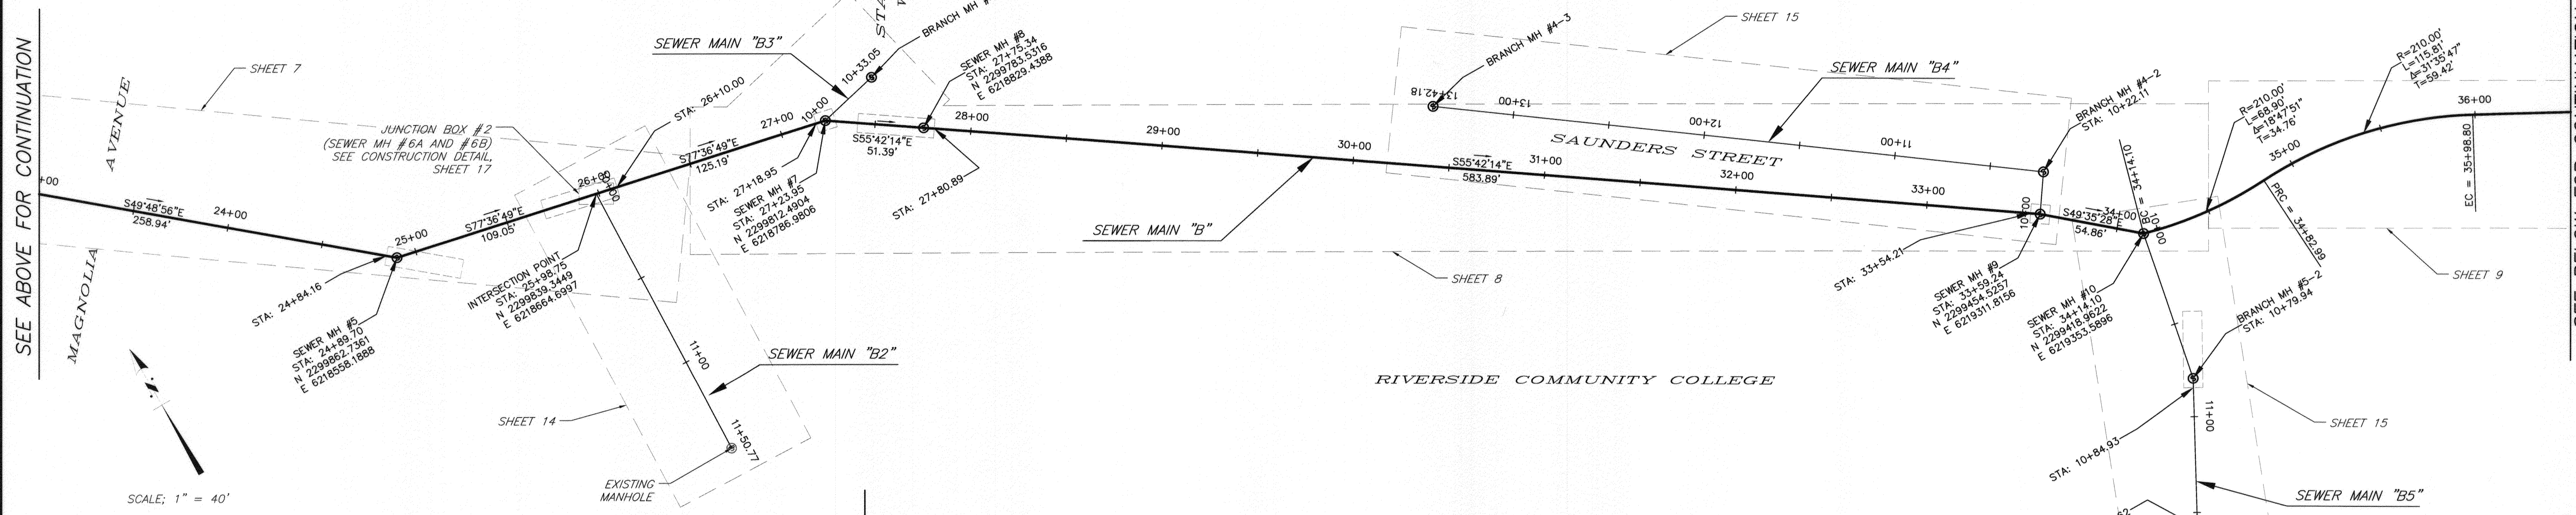 SEE ABOVE FOR CONTINUATION
MAGNOLIA AVENUE
SHEET 7
+00
S49°48'56"E
258.94'
24+00
STA: 24+84.16
SEWER MH #5
STA: 24+89.70
N 2299862.7361
E 6218558.1888
25+00
S77°36'49"E
109.05'
JUNCTION BOX #2
(SEWER MH #6A AND #6B)
SEE CONSTRUCTION DETAIL,
SHEET 17
26+00
10+00
STA: 26+10.00
INTERSECTION POINT
STA: 25+98.75
N 2299839.3449
E 6218664.6997
SHEET 14
11+00
SEWER MAIN "B2"
11+50.77
EXISTING
MANHOLE
SCALE; 1" = 40'
SEWER MAIN "B3"
S77°36'49"E
125.19'
27+00
10+00
10+33.05
STA
BRANCH MH
STA: 27+18.95
SEWER MH #7
STA: 27+23.95
N 2299812.4904
E 6218786.9806
S55°42'14"E
51.39'
SEWER MH #8
STA: 27+75.34
N 2299783.5316
E 6218829.4388
STA: 27+80.89
28+00
29+00
SEWER MAIN "B"
30+00
S55°42'14"E
583.89'
31+00
32+00
33+00
SHEET 8
SHEET 15
BRANCH MH #4-3
13+42.18
13+00
12+00
11+00
SEWER MAIN "B4"
SAUNDERS STREET
BRANCH MH #4-2
STA: 10+22.11
10+00
STA: 33+54.21
SEWER MH #9
STA: 33+59.24
N 2299454.5257
E 6219311.8156
S49°35'28"E
54.86'
34+00
BC = 34+14.10
10+00
SEWER MH #10
STA: 34+14.10
N 2299418.9622
E 6219353.5896
R=210.00'
L=68.90'
Δ=18°47'51"
T=34.76'
35+00
PRC = 34+82.99
R=210.00'
L=115.81'
Δ=31°35'47"
T=59.42'
36+00
EC = 35+98.80
SHEET 9
BRANCH MH #5-2
STA: 10+79.94
SHEET 15
STA: 10+84.93
11+00
SEWER MAIN "B5"
RIVERSIDE COMMUNITY COLLEGE